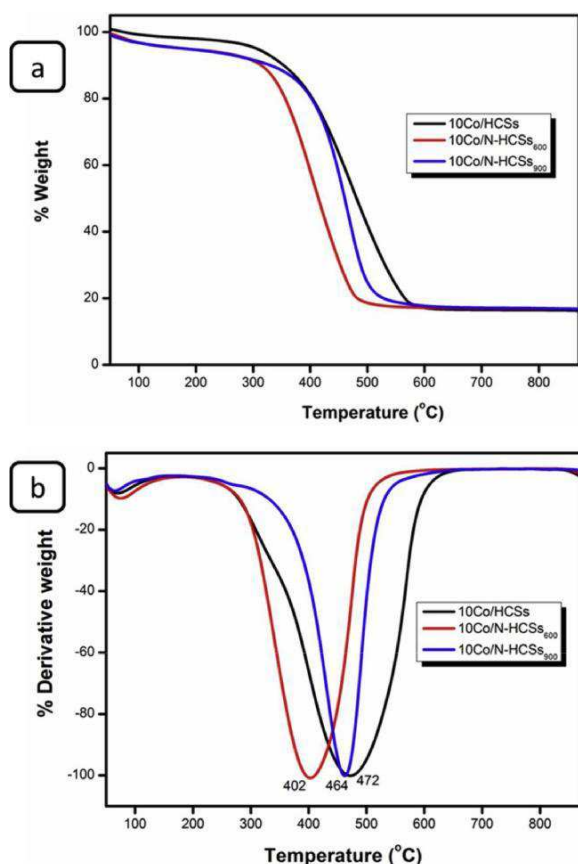 a
100
80
60
40
20
0
% Weight
10Co/HCSs
10Co/N-HCSs₆₀₀
10Co/N-HCSs₉₀₀
100 200 300 400 500 600 700 800
Temperature (°C)
b
0
-20
-40
-60
-80
-100
% Derivative weight
10Co/HCSs
10Co/N-HCSs₆₀₀
10Co/N-HCSs₉₀₀
402 464 472
100 200 300 400 500 600 700 800
Temperature (°C)